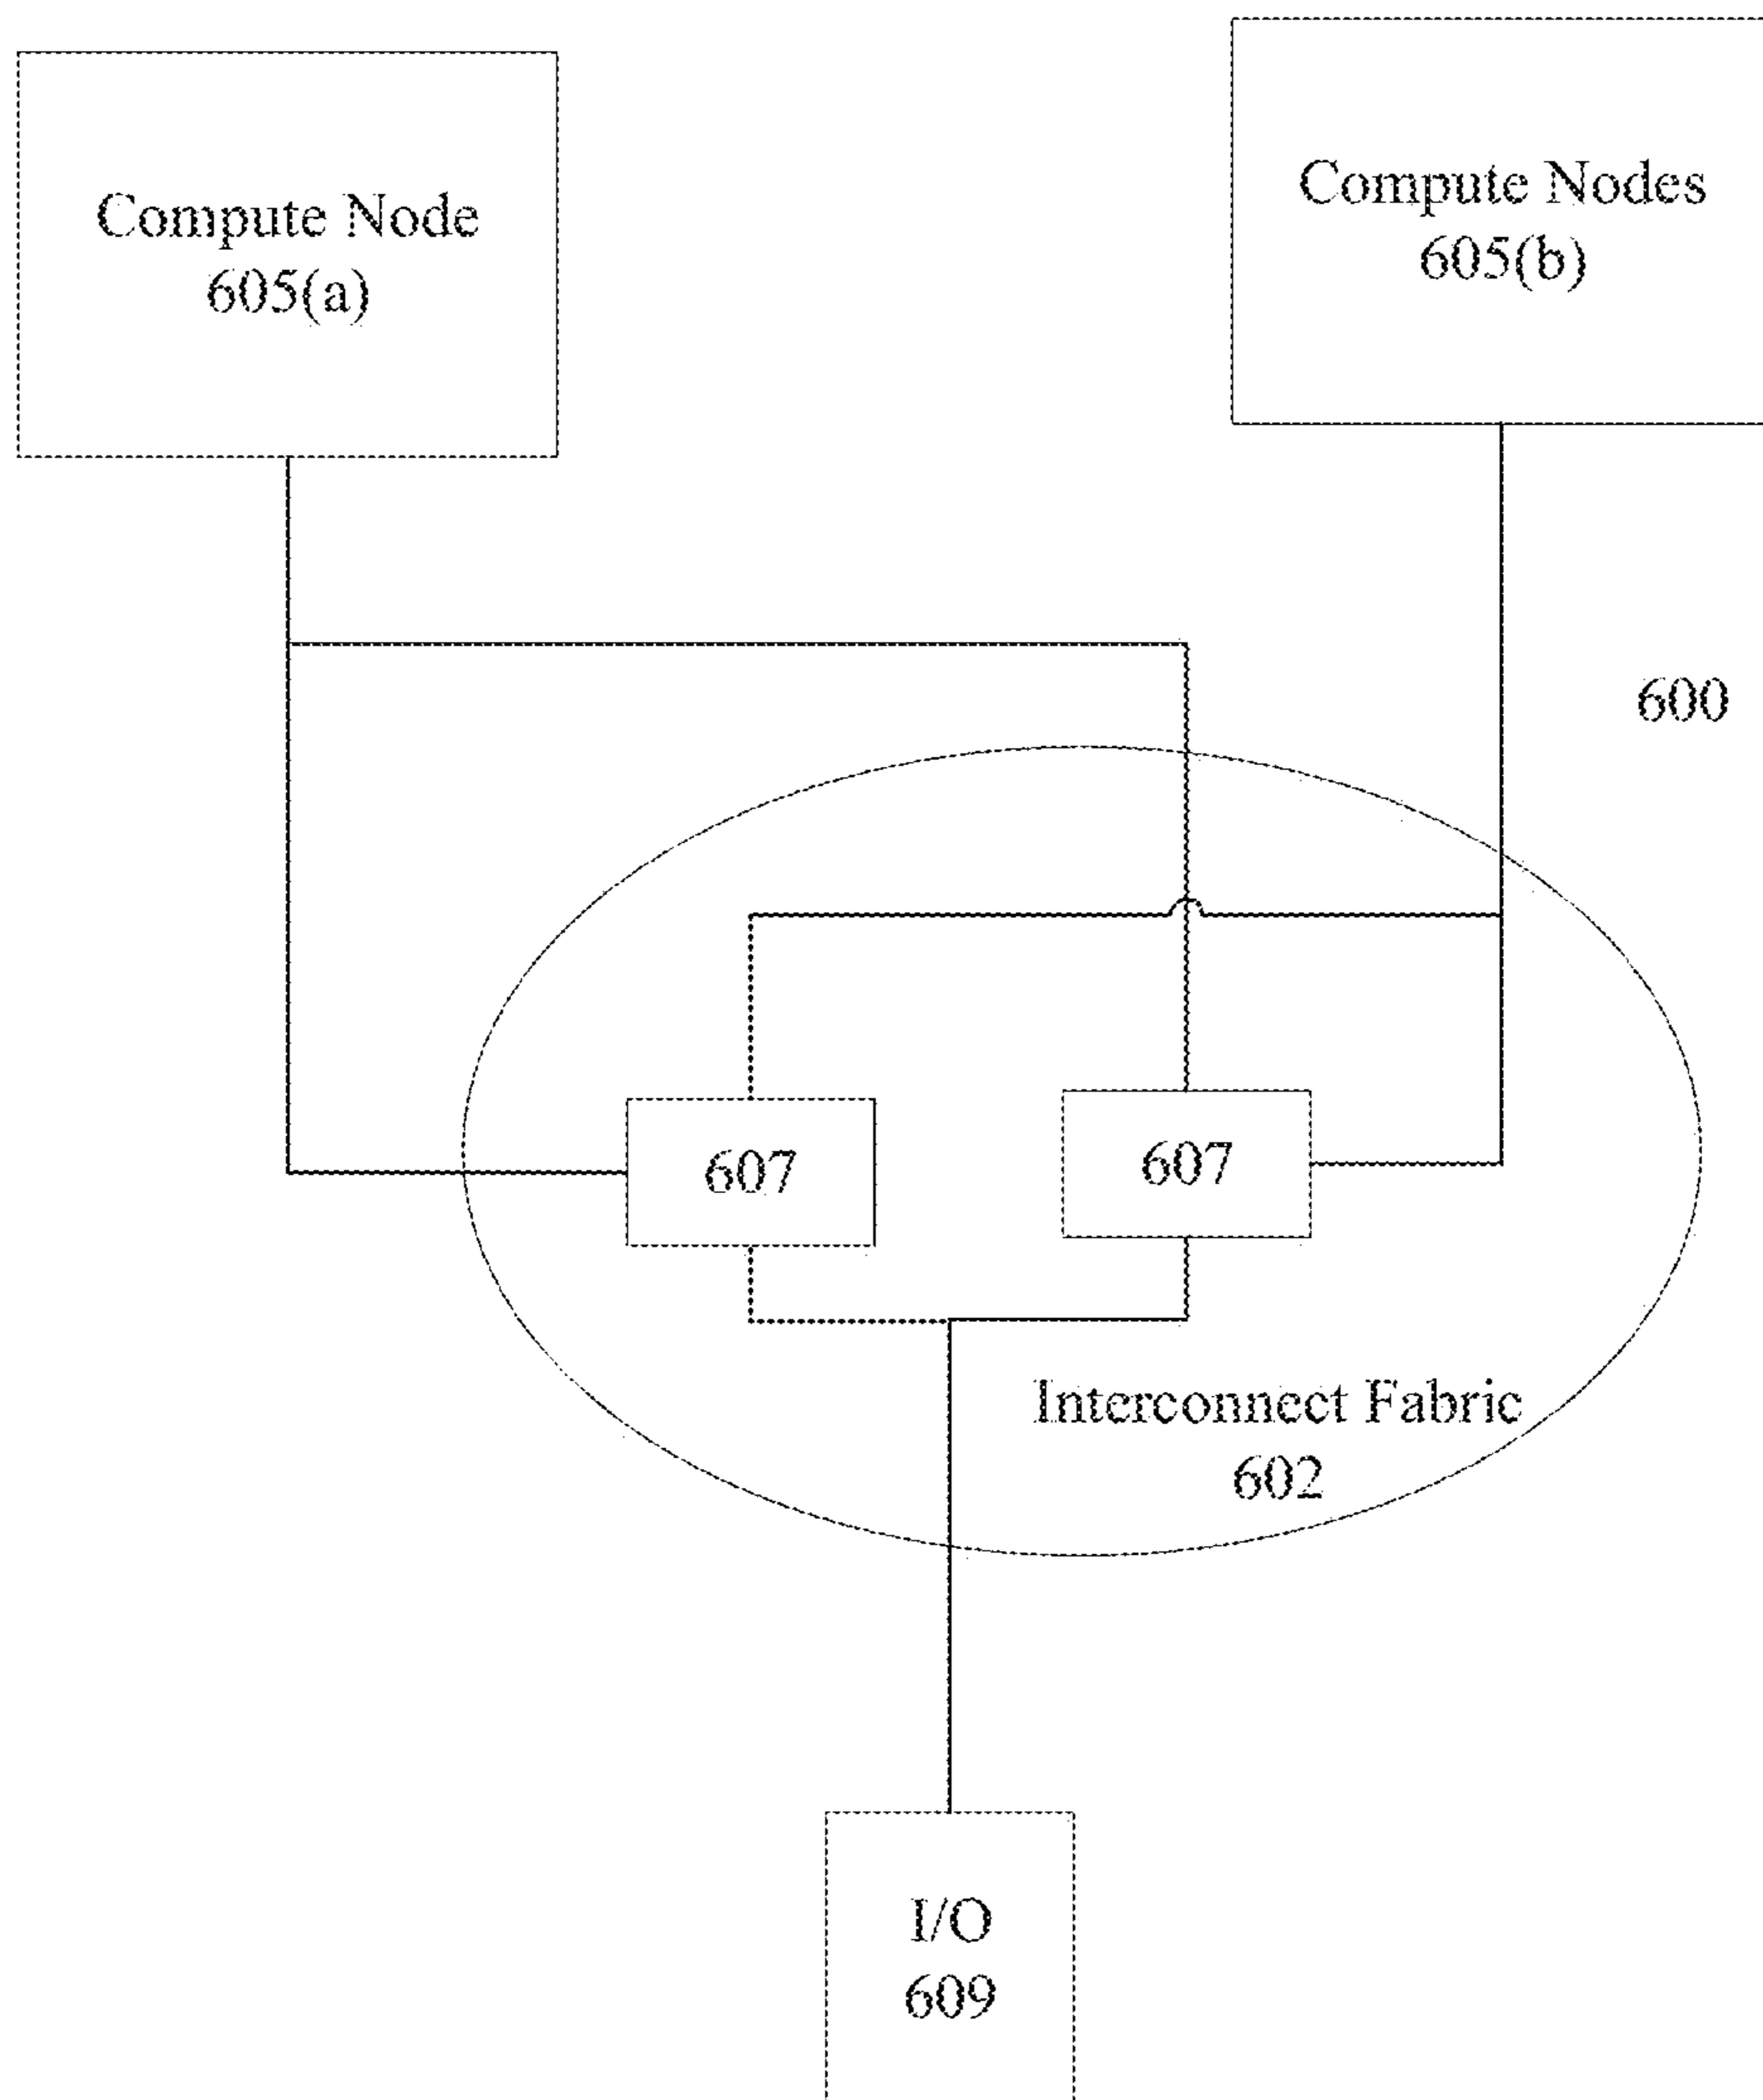 Compute Node
605(a)
Compute Nodes
605(b)
600
607
607
Interconnect Fabric
602
I/O
609